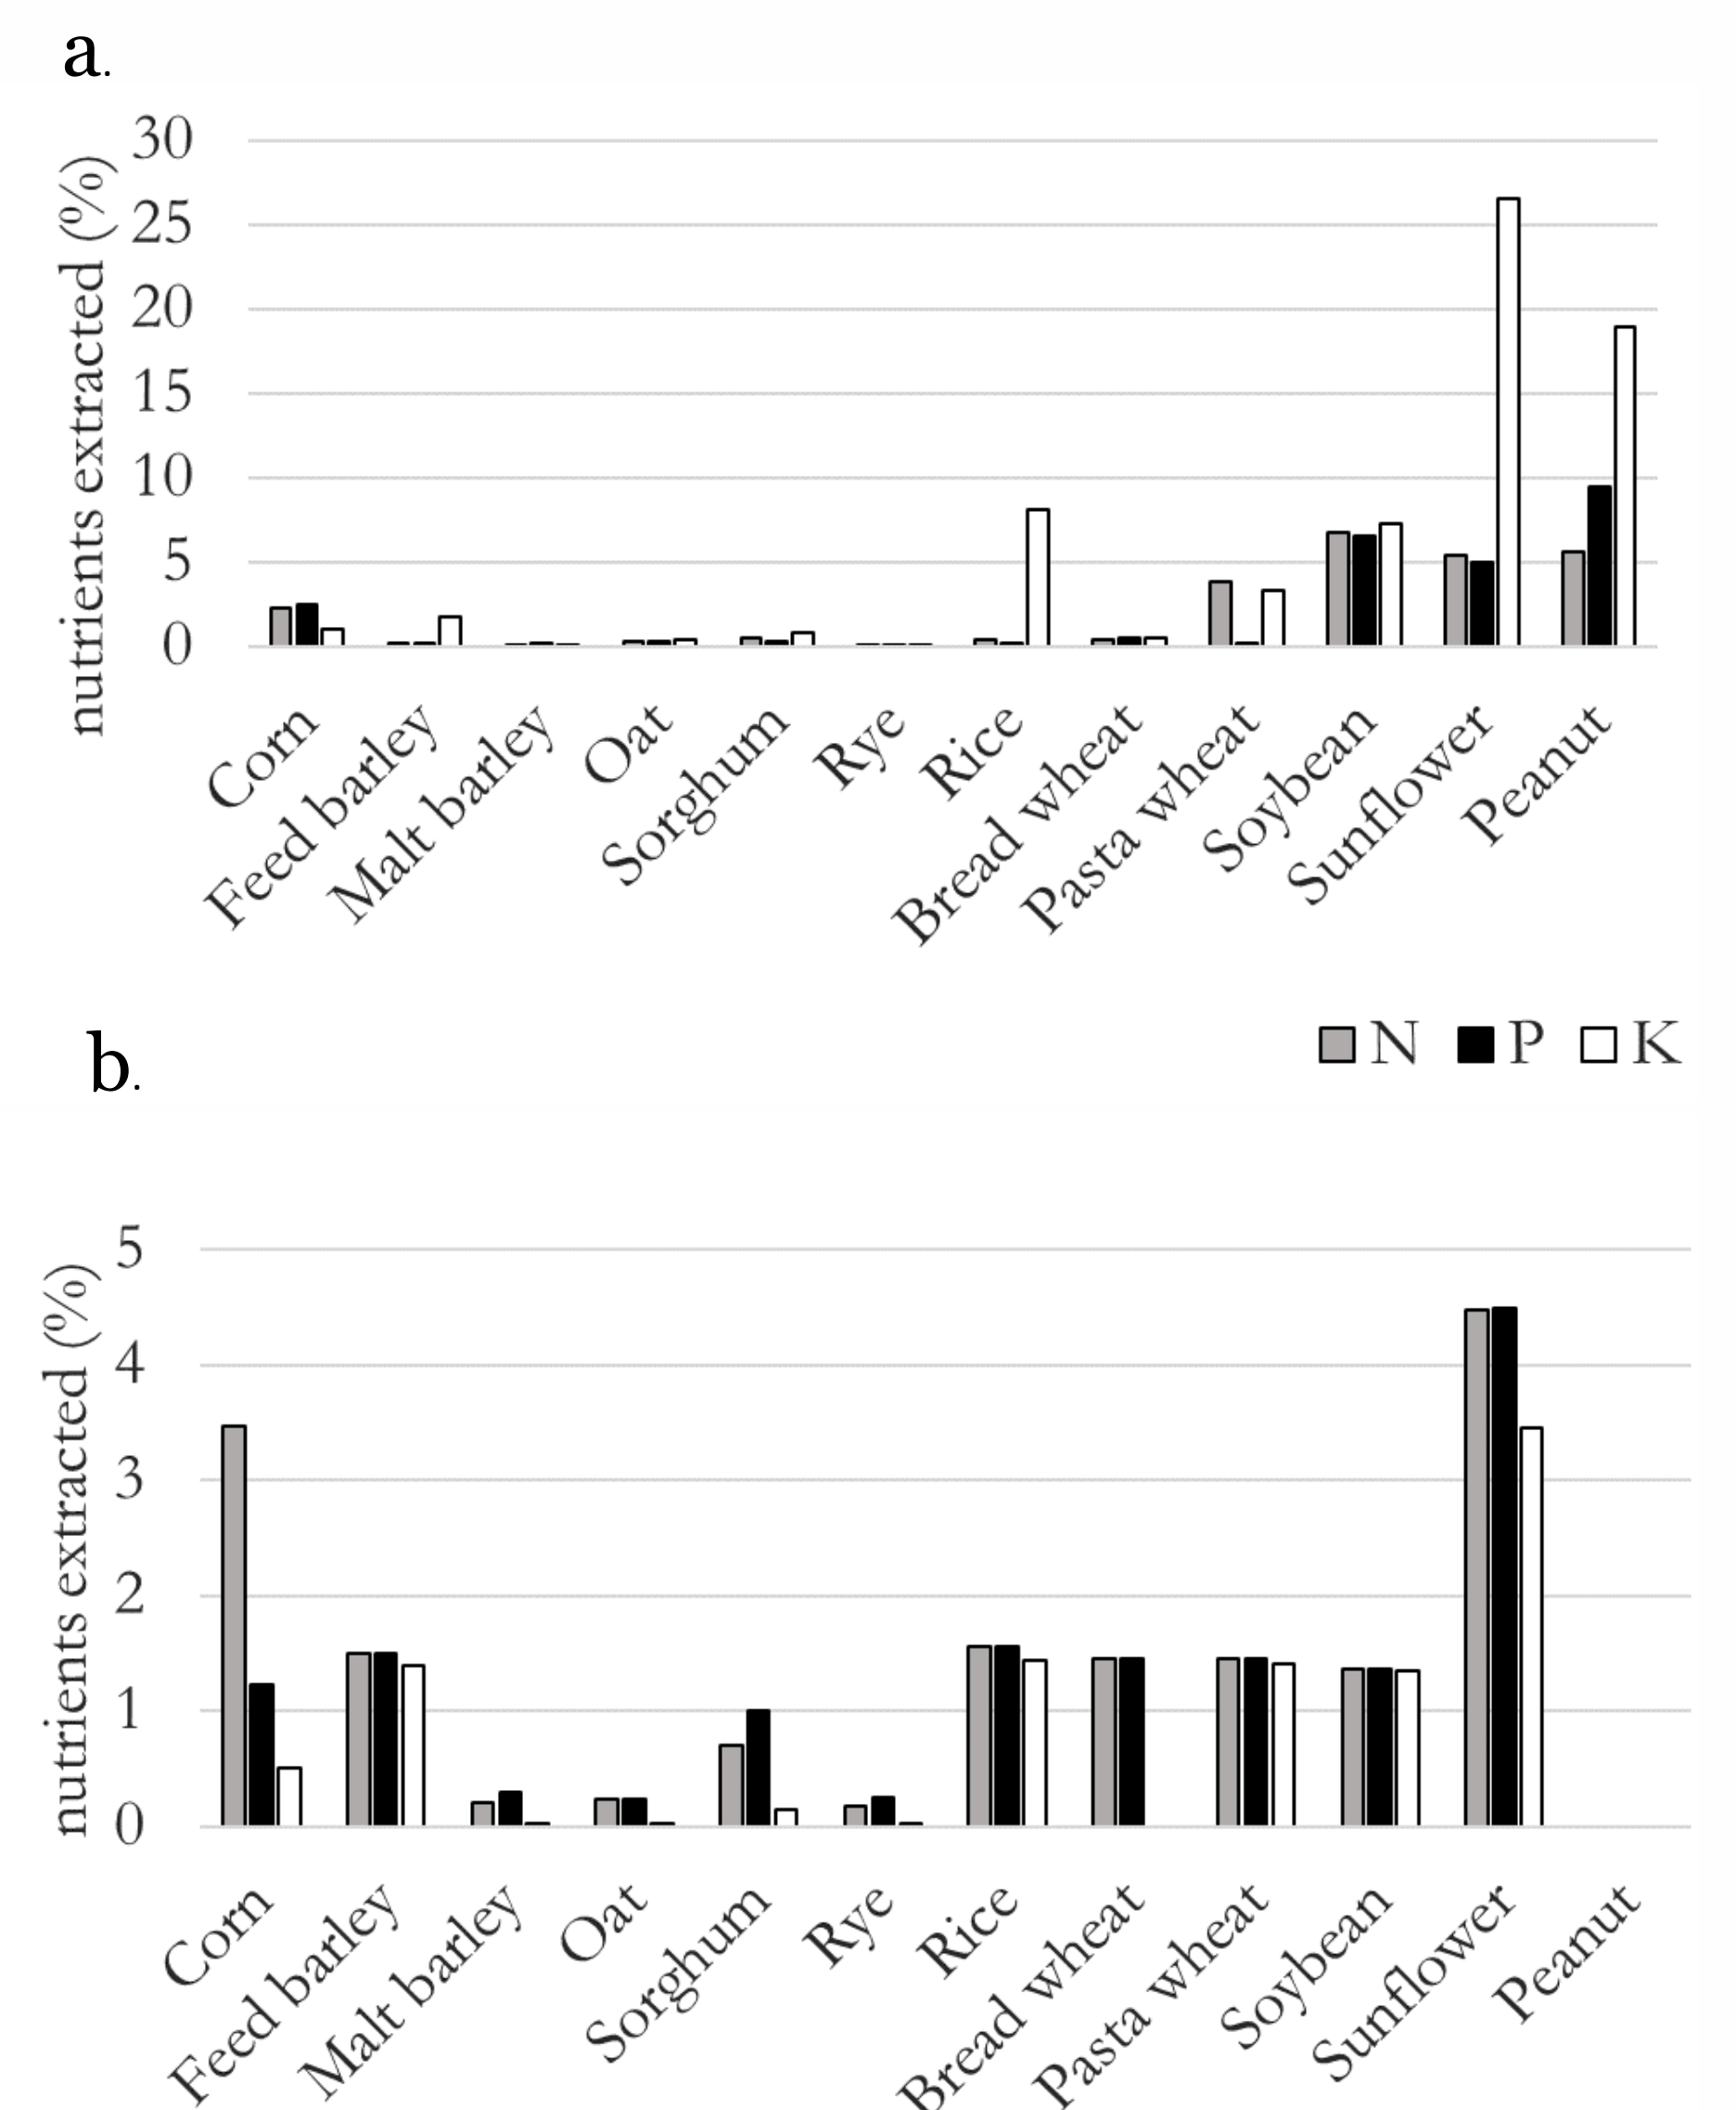 a.
nutrients extracted (%)
30
25
20
15
10
5
0
Corn
Feed barley
Malt barley
Oat
Sorghum
Rye
Rice
Bread wheat
Pasta wheat
Soybean
Sunflower
Peanut
N P K
b.
nutrients extracted (%)
5
4
3
2
1
0
Corn
Feed barley
Malt barley
Oat
Sorghum
Rye
Rice
Bread wheat
Pasta wheat
Soybean
Sunflower
Peanut